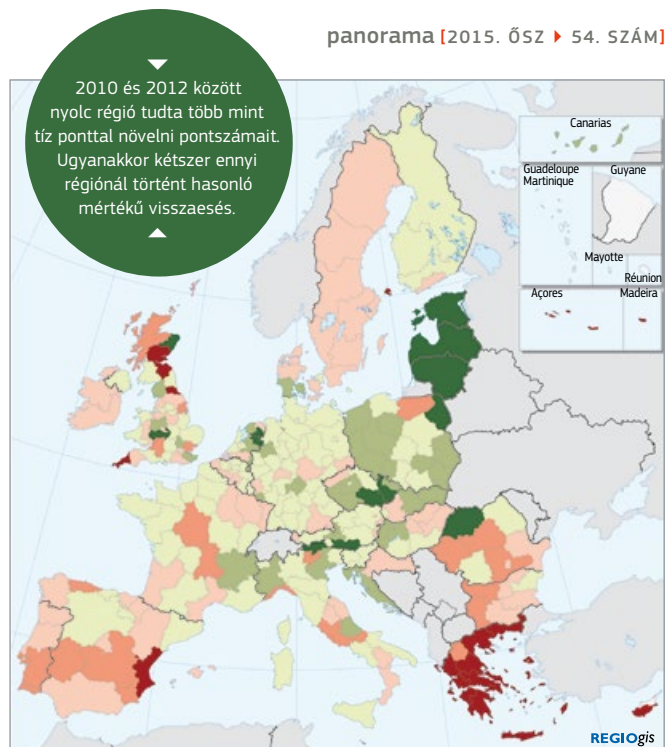 panorama [2015. ŐSZ ▸ 54. SZÁM]
2010 és 2012 között
nyolc régió tudta több mint
tíz ponttal növelni pontszámait.
Ugyanakkor kétszer ennyi
régiónál történt hasonló
mértékű visszaesés.
Canarias
Guadeloupe
Martinique
Guyane
Mayotte
Réunion
Açores
Madeira
REGIOgis